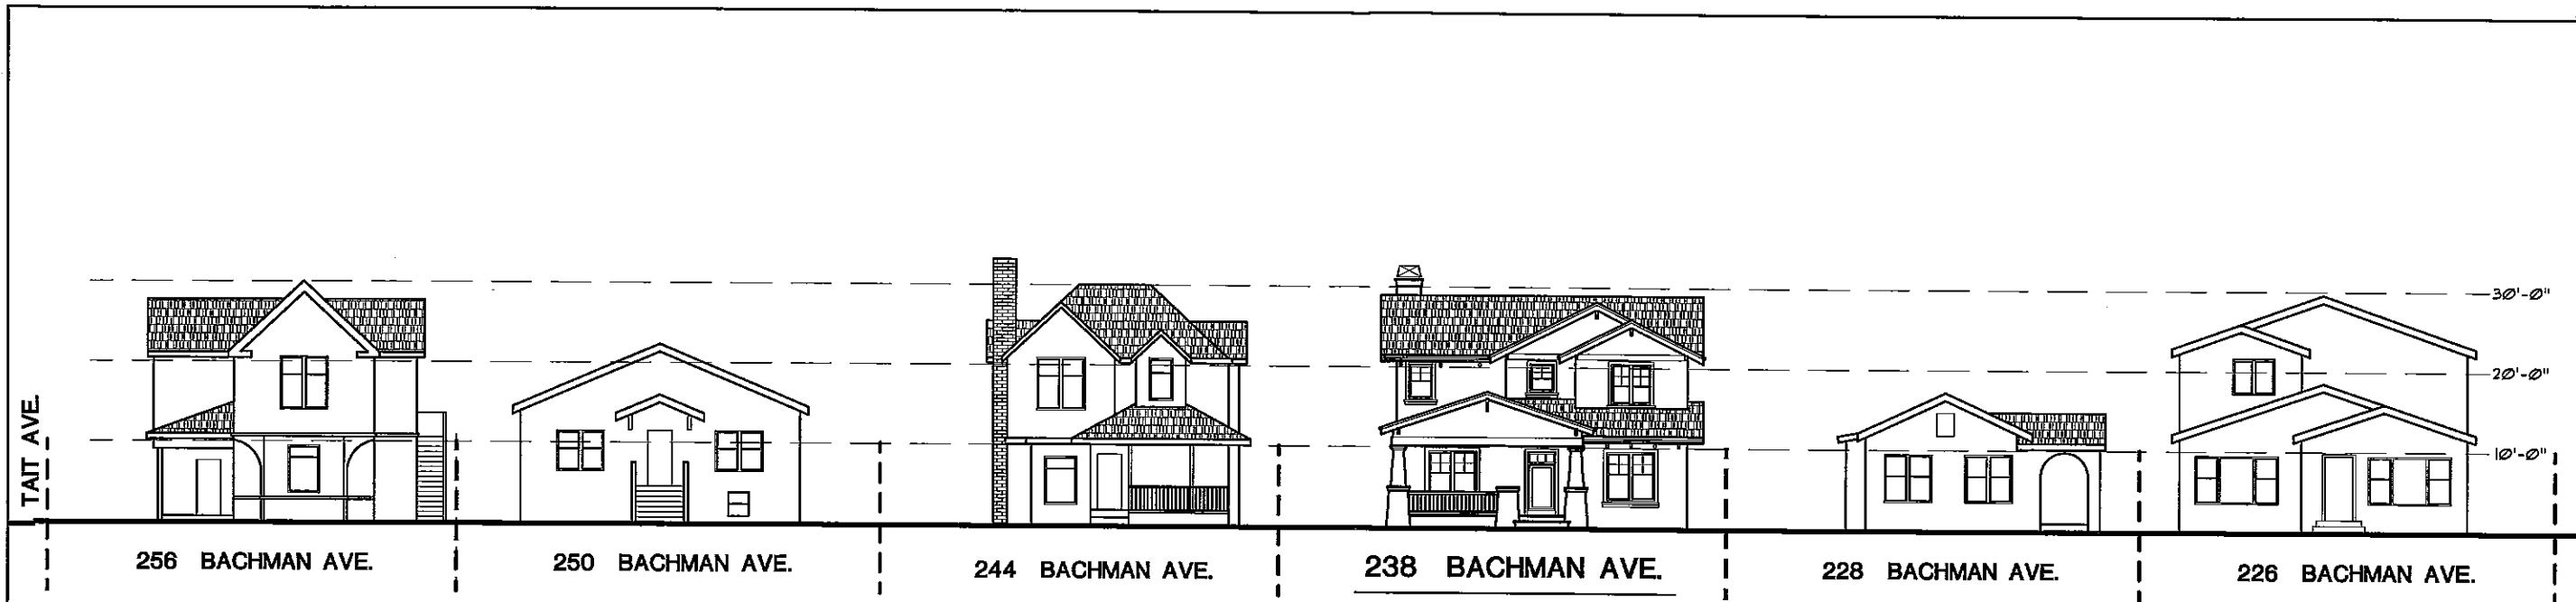 30'-0"
20'-0"
10'-0"
TAIT AVE.
256 BACHMAN AVE.
250 BACHMAN AVE.
244 BACHMAN AVE.
238 BACHMAN AVE.
228 BACHMAN AVE.
226 BACHMAN AVE.